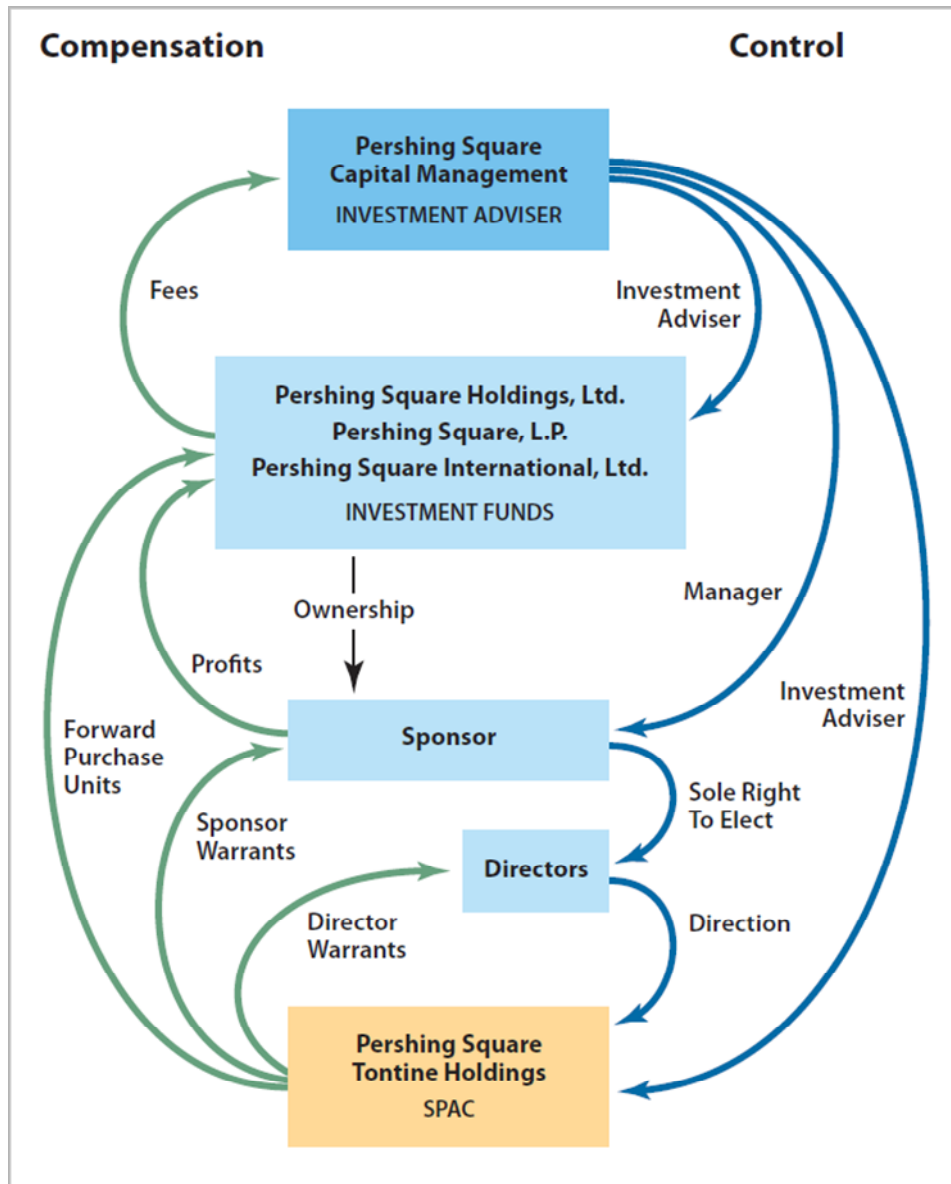 Compensation
Control
Pershing Square
Capital Management
INVESTMENT ADVISER
Fees
Investment
Adviser
Pershing Square Holdings, Ltd.
Pershing Square, L.P.
Pershing Square International, Ltd.
INVESTMENT FUNDS
Ownership
Manager
Profits
Investment
Adviser
Forward
Purchase
Units
Sponsor
Sole Right
To Elect
Sponsor
Warrants
Directors
Director
Warrants
Direction
Pershing Square
Tontine Holdings
SPAC